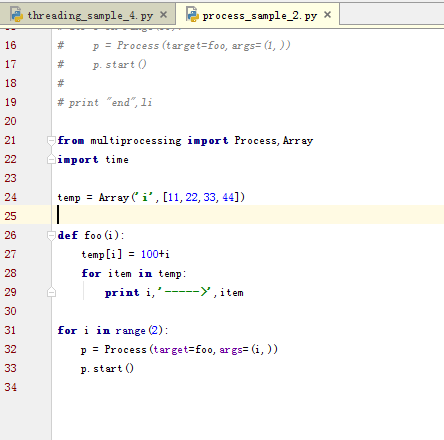 threading_sample_4.py × process_sample_2.py ×
16 # p = Process(target=foo,args=(i,))
17 # p.start()
18 #
19 # print "end",li
20
21 from multiprocessing import Process,Array
22 import time
23
24 temp = Array('i',[11,22,33,44])
25
26 def foo(i):
27 temp[i] = 100+i
28 for item in temp:
29 print i,'----->',item
30
31 for i in range(2):
32 p = Process(target=foo,args=(i,))
33 p.start()
34